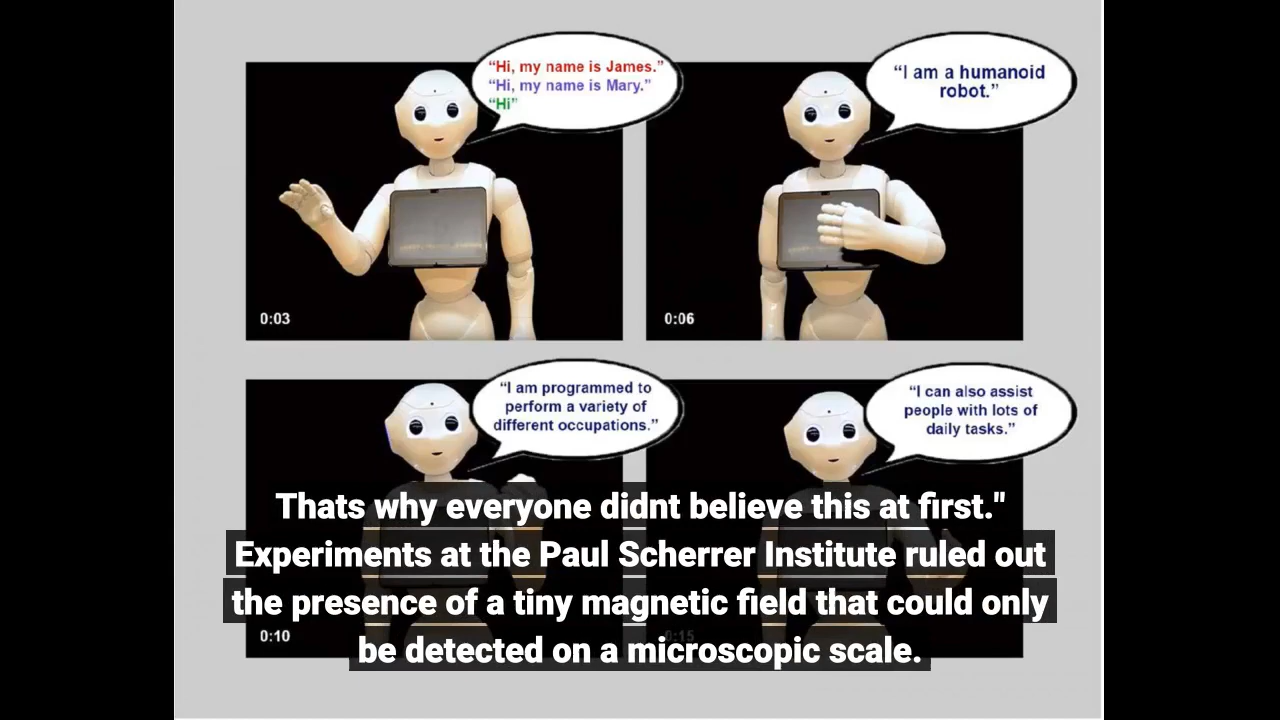 “Hi, my name is James.”
“Hi, my name is Mary.”
“Hi”
“I am a humanoid
robot.”
0:03
0:06
“I am programmed to
perform a variety of
different occupations.”
“I can also assist
people with lots of
daily tasks.”
Thats why everyone didnt believe this at first."
Experiments at the Paul Scherrer Institute ruled out
the presence of a tiny magnetic field that could only
be detected on a microscopic scale.
0:10
0:15